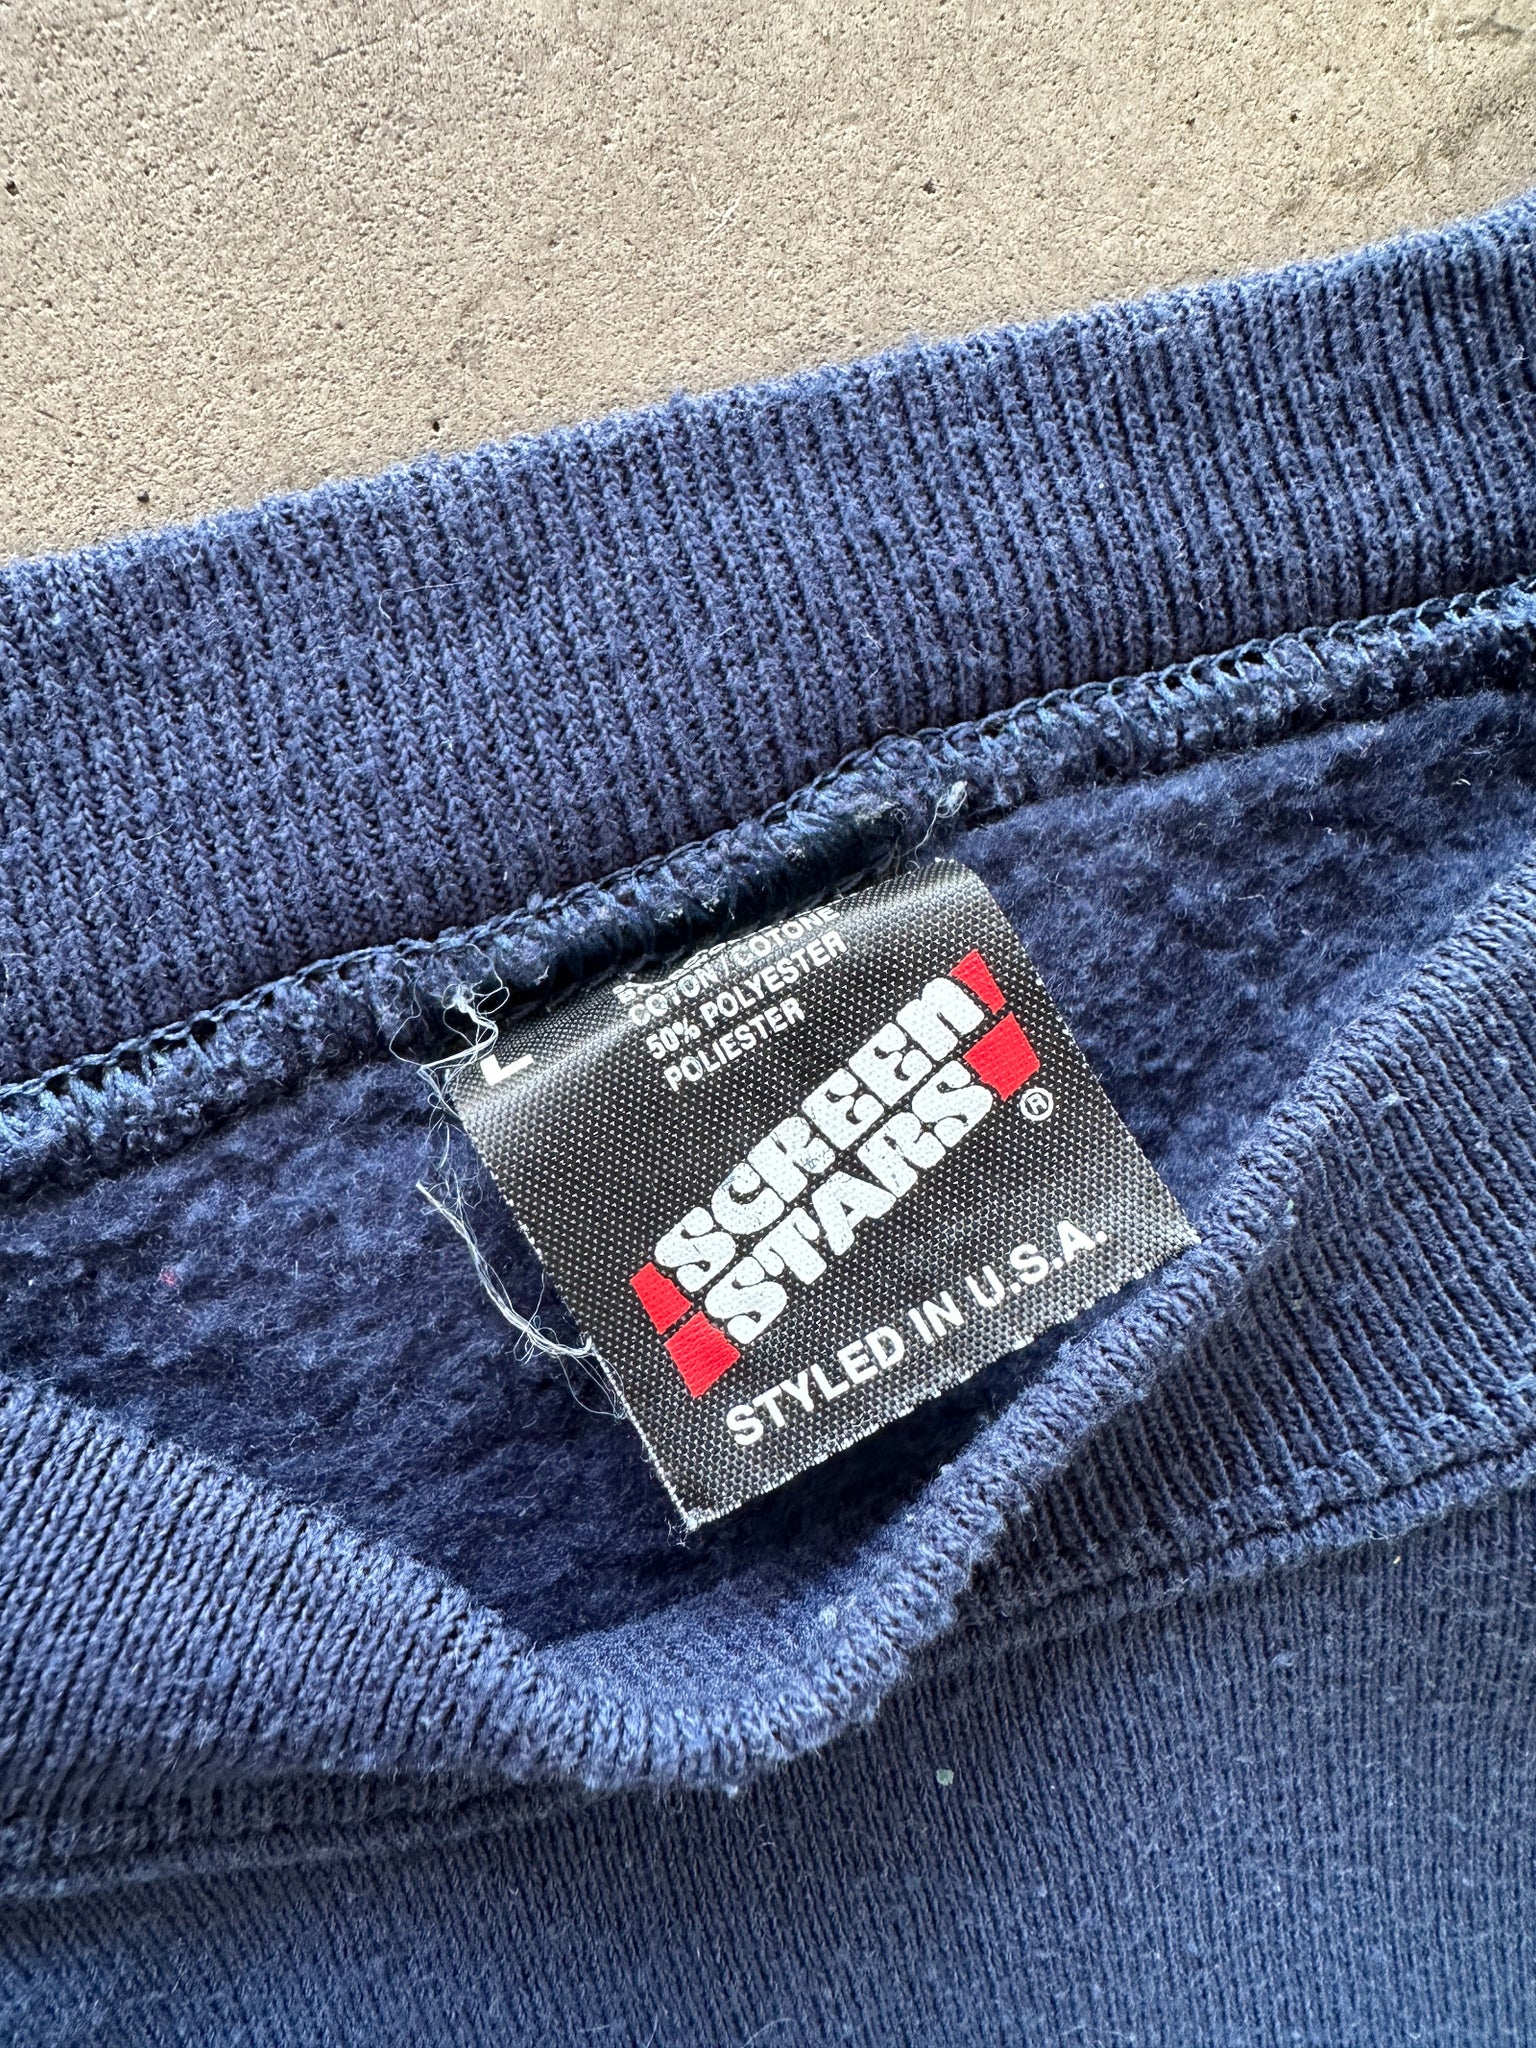 L
COTON / COTONE
50% POLYESTER
POLIESTER
SCREEN
STARS
®
STYLED IN U.S.A.